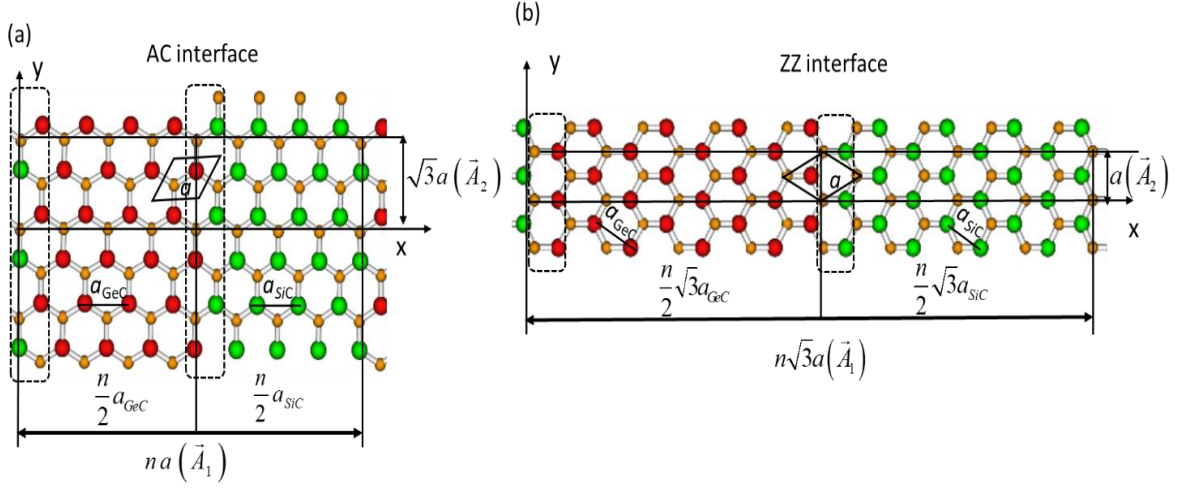 (a)
AC interface
y
a
√3a(A⃗₂)
x
a_GeC
a_SiC
n/2 a_GeC
n/2 a_SiC
na(A⃗₁)
(b)
ZZ interface
y
a
a(A⃗₂)
x
a_GeC
a_SiC
n/2 √3a_GeC
n/2 √3a_SiC
n√3a(A⃗₁)